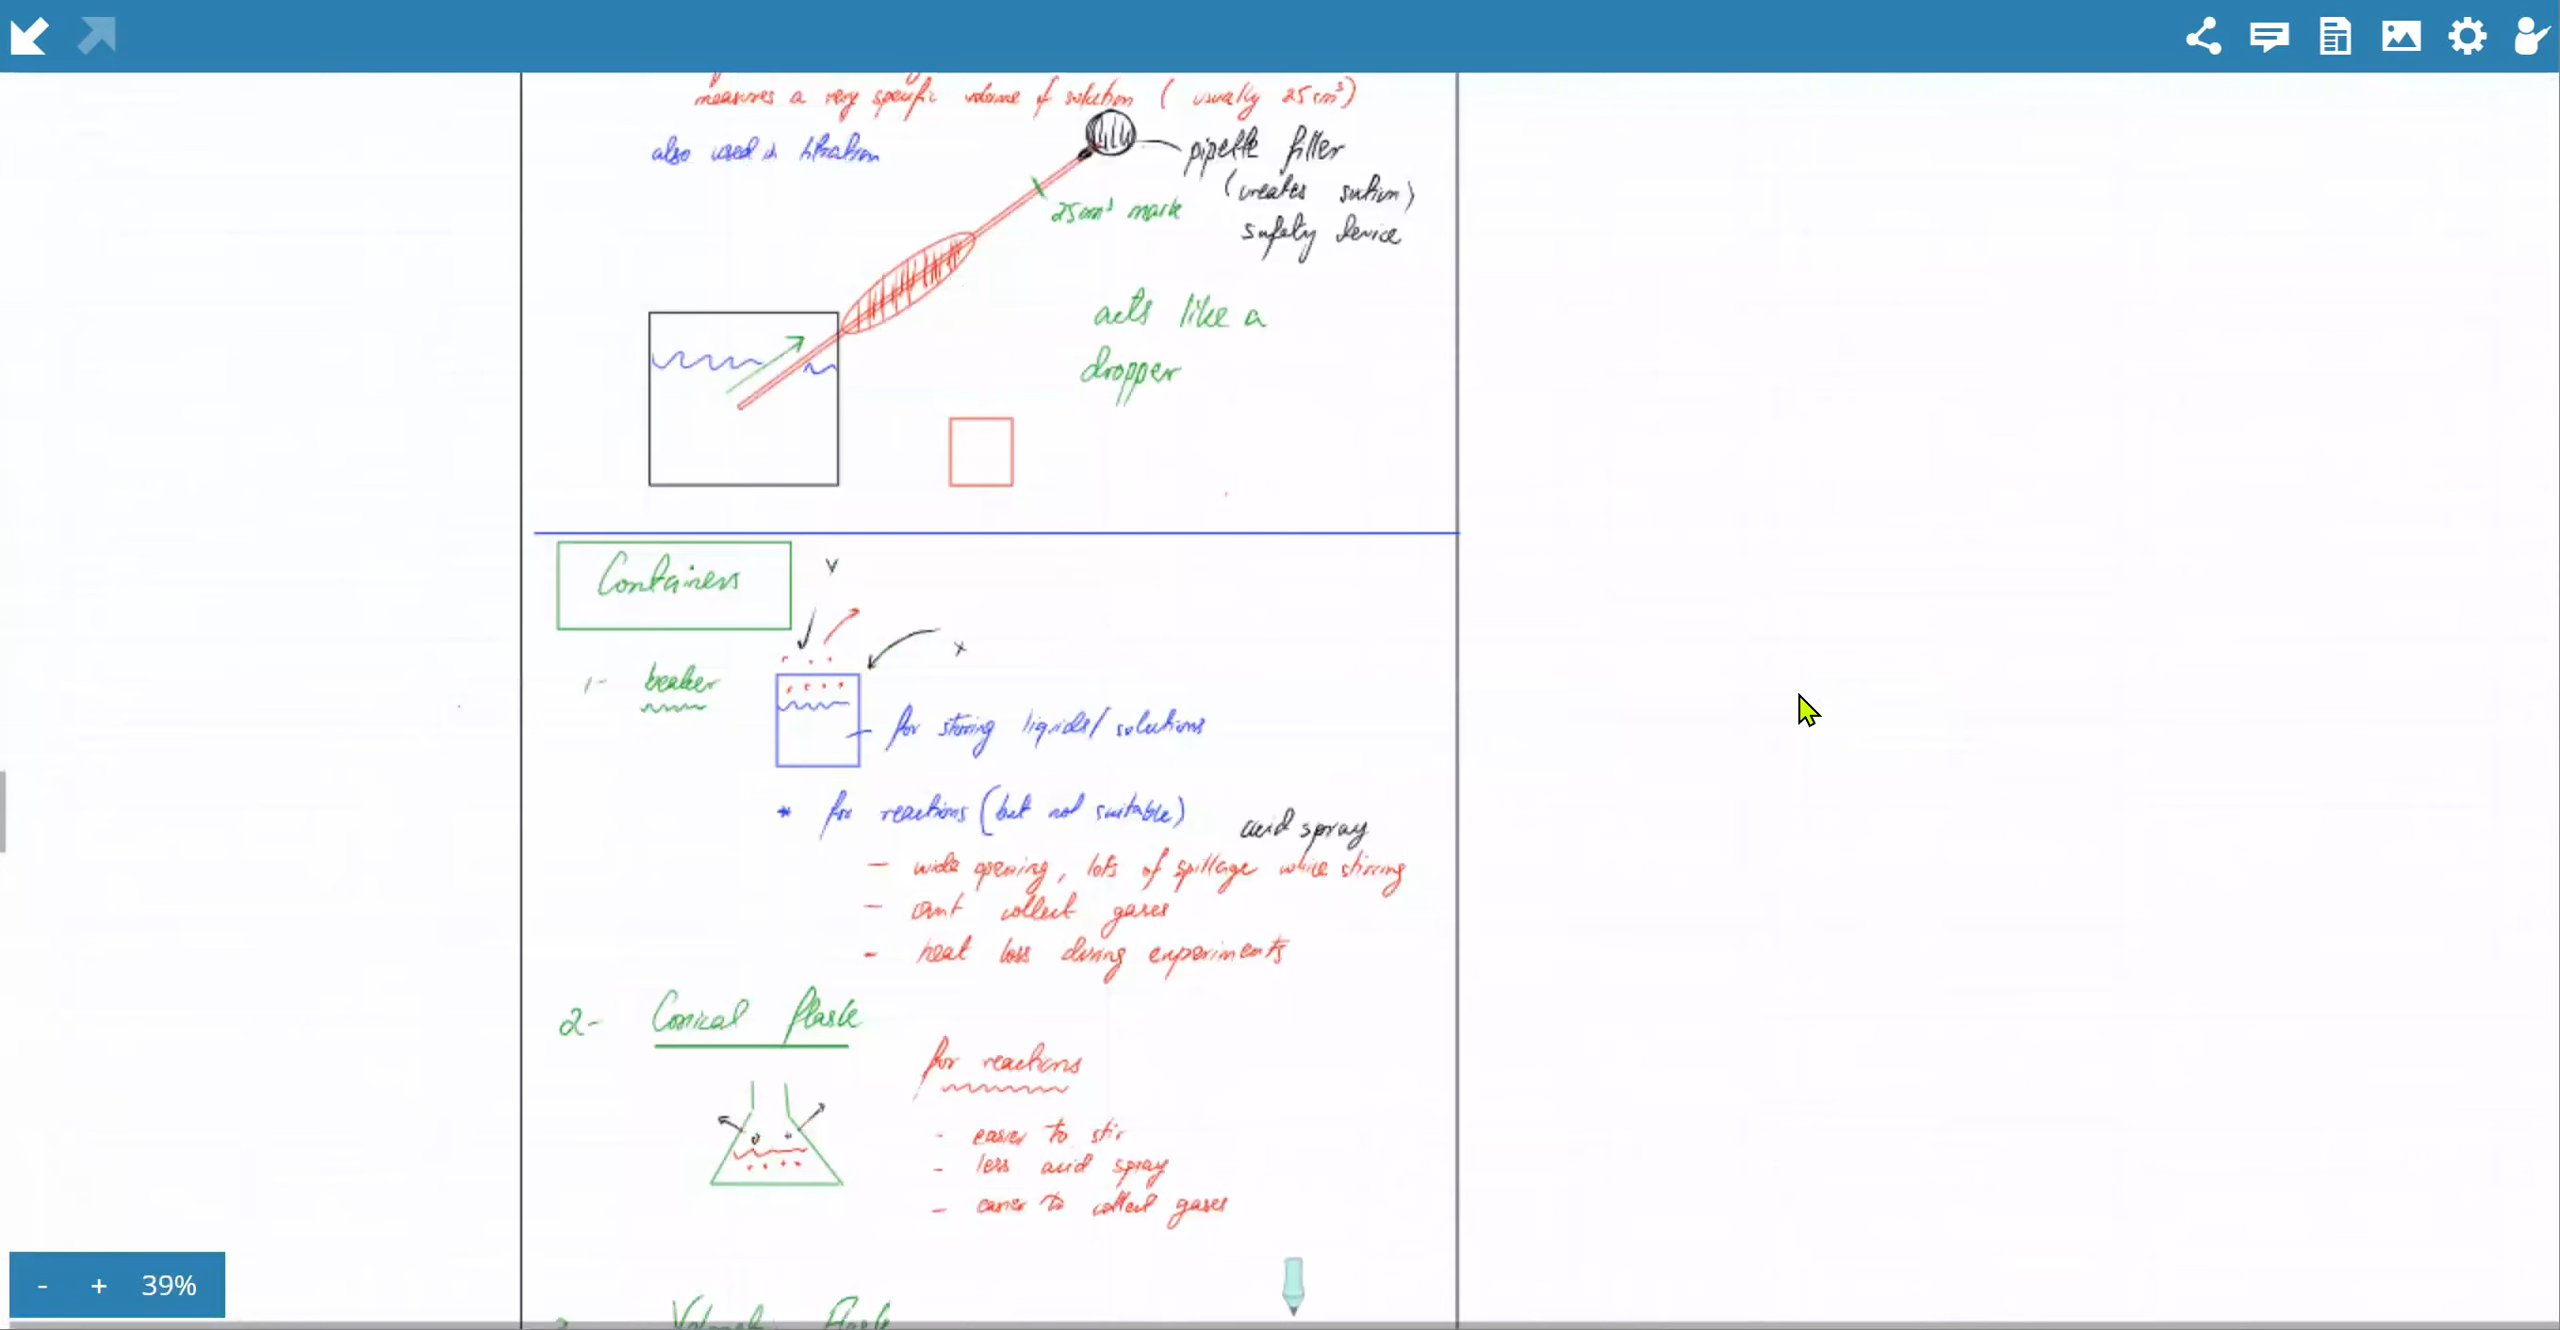 measures a very specific volume of solution ( usually 25 cm³)
also used in titration
pipette filler
(creates suction)
safety device
25cm³ mark
acts like a
dropper
Containers
1- beaker
for storing liquids/ solutions
* for reactions (but not suitable)
acid spray
- wide opening, lots of spillage while stirring
- cant collect gases
- heat loss during experiments
2- Conical flask
for reactions
- easier to stir
- less acid spray
- easier to collect gases
Flask
- + 39%